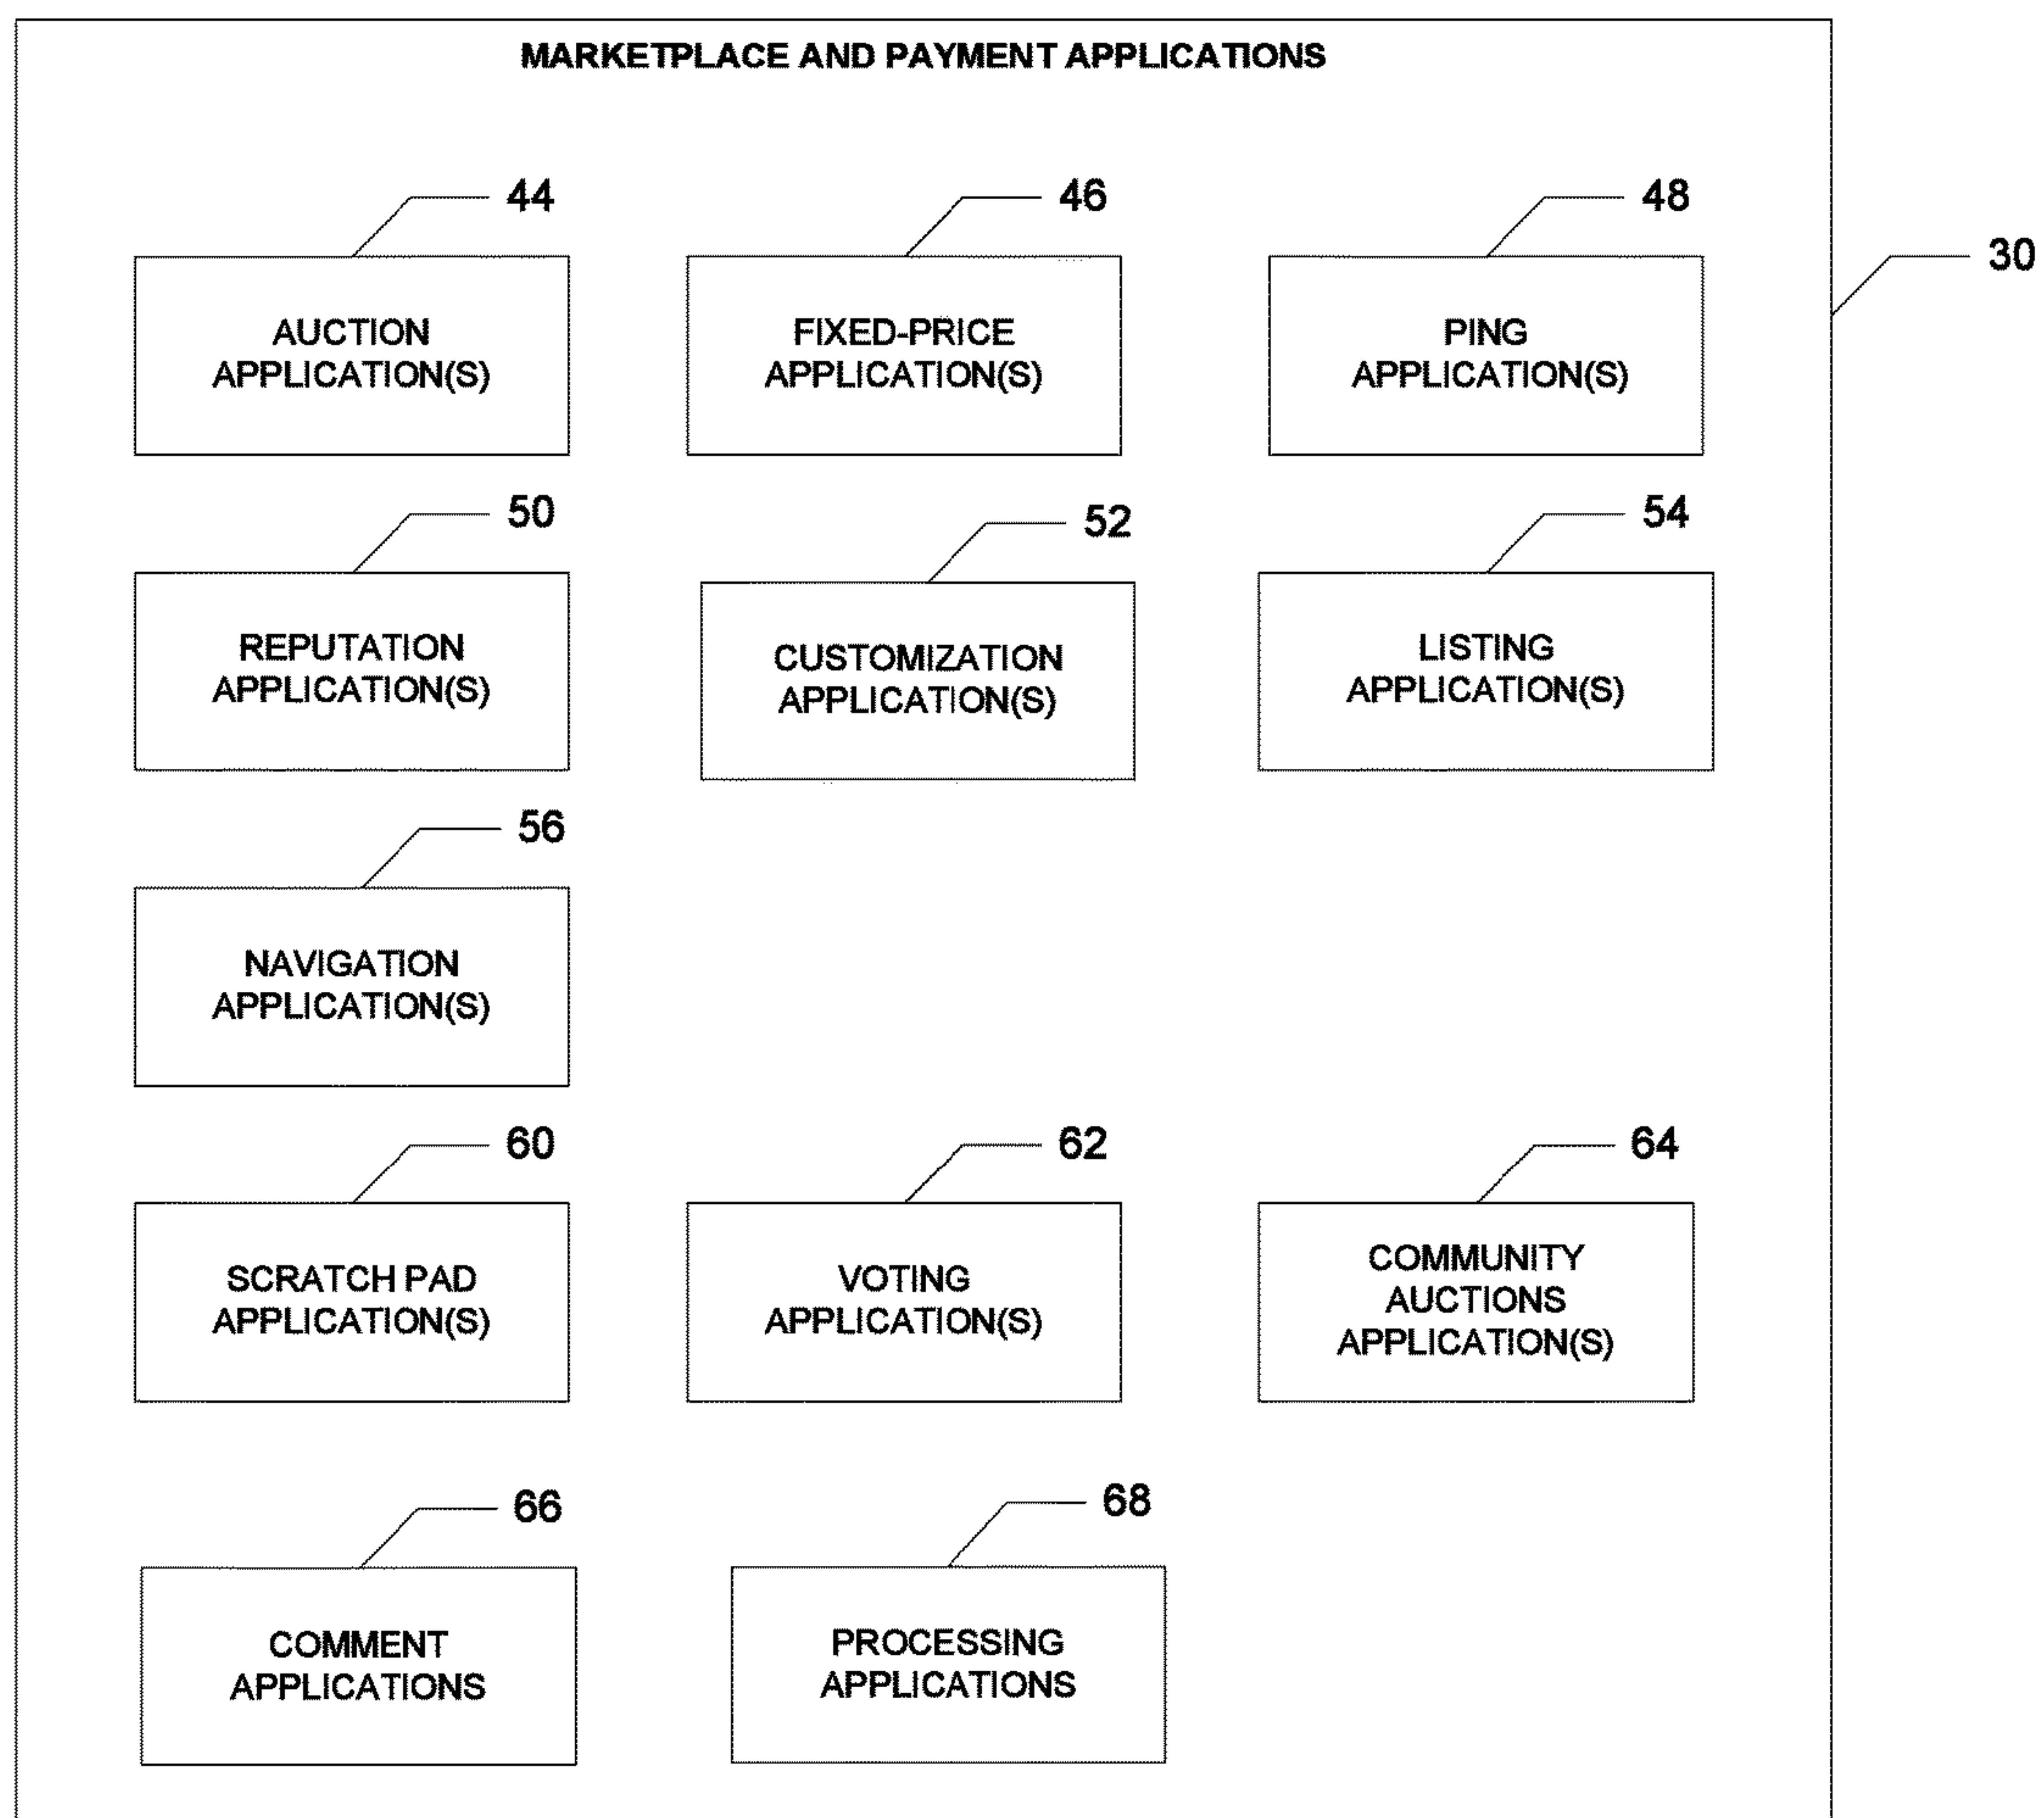 MARKETPLACE AND PAYMENT APPLICATIONS
44
46
48
30
AUCTION
APPLICATION(S)
FIXED-PRICE
APPLICATION(S)
PING
APPLICATION(S)
50
52
54
REPUTATION
APPLICATION(S)
CUSTOMIZATION
APPLICATION(S)
LISTING
APPLICATION(S)
56
NAVIGATION
APPLICATION(S)
60
62
64
SCRATCH PAD
APPLICATION(S)
VOTING
APPLICATION(S)
COMMUNITY
AUCTIONS
APPLICATION(S)
66
68
COMMENT
APPLICATIONS
PROCESSING
APPLICATIONS